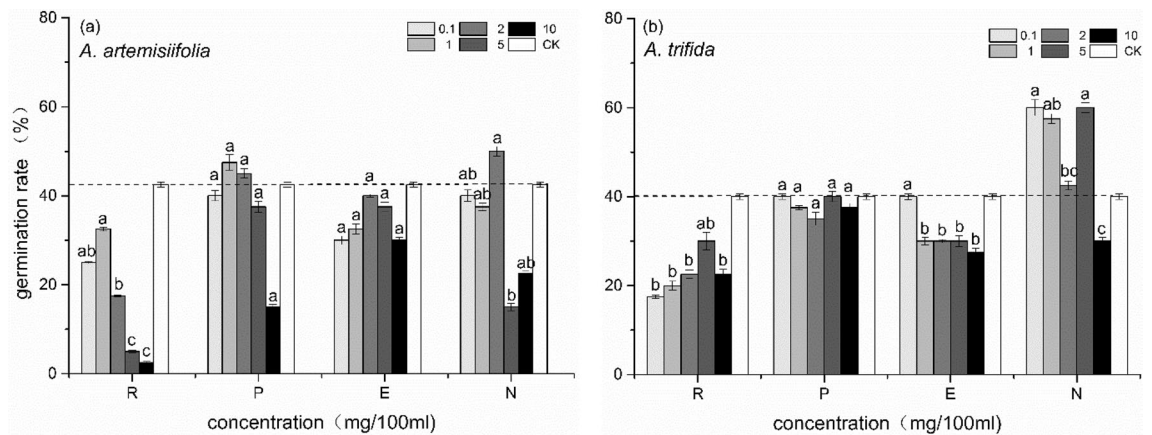 (a)
A. artemisiifolia
0.1 2 10
1 5 CK
80
60
40
20
0
germination rate (%)
ab a b c c
a a a a a
a a a a a
ab ab a b ab
R P E N
concentration（mg/100ml）
(b)
A. trifida
0.1 2 10
1 5 CK
80
60
40
20
0
b b b ab b
a a a a a
a b b b b
a ab bc a c
R P E N
concentration（mg/100ml)